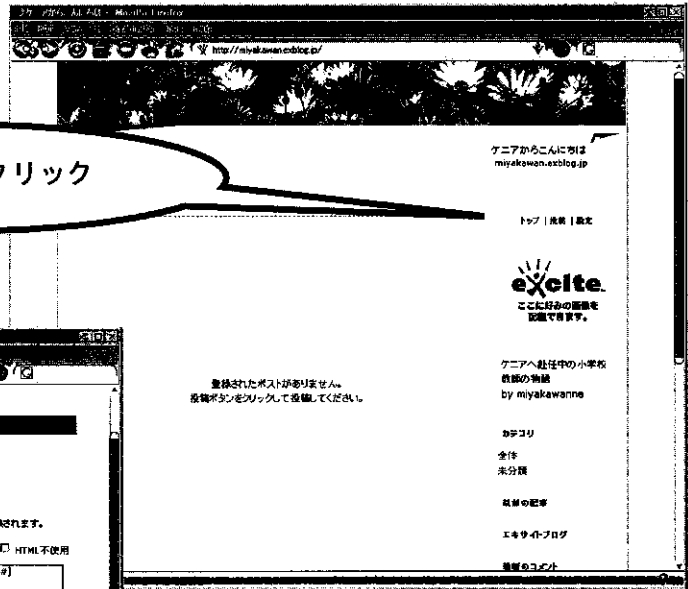 http://miyakawan.exblog.jp/
クリック
ケニアからこんにちは
miyakawan.exblog.jp
トップ | 投稿 | 設定
excite.
ここに好みの画像を
記載できます。
登録されたポストがありません。
投稿ボタンをクリックして投稿してください。
ケニアへ赴任中の小学校
教師の物語
by miyakawanne
カテゴリ
全体
未分類
最新の記事
エキサイトブログ
最新のコメント
されます。
HTML不使用
#]